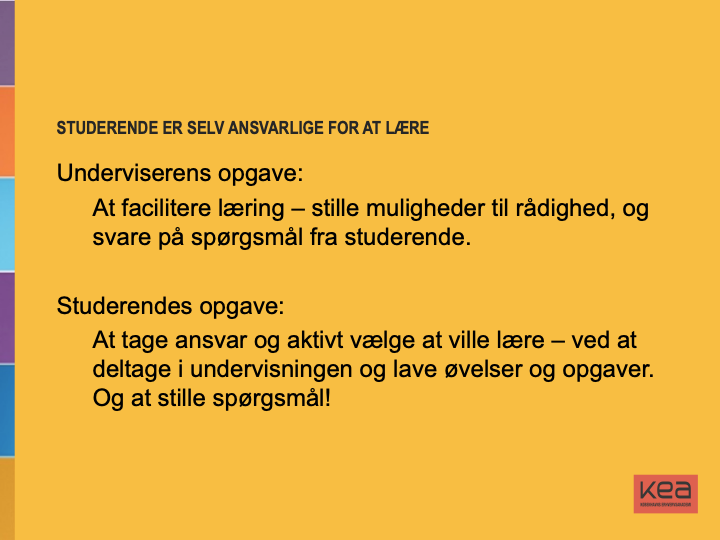 STUDERENDE ER SELV ANSVARLIGE FOR AT LÆRE
Underviserens opgave:
At facilitere læring – stille muligheder til rådighed, og
svare på spørgsmål fra studerende.
Studerendes opgave:
At tage ansvar og aktivt vælge at ville lære – ved at
deltage i undervisningen og lave øvelser og opgaver.
Og at stille spørgsmål!
kea